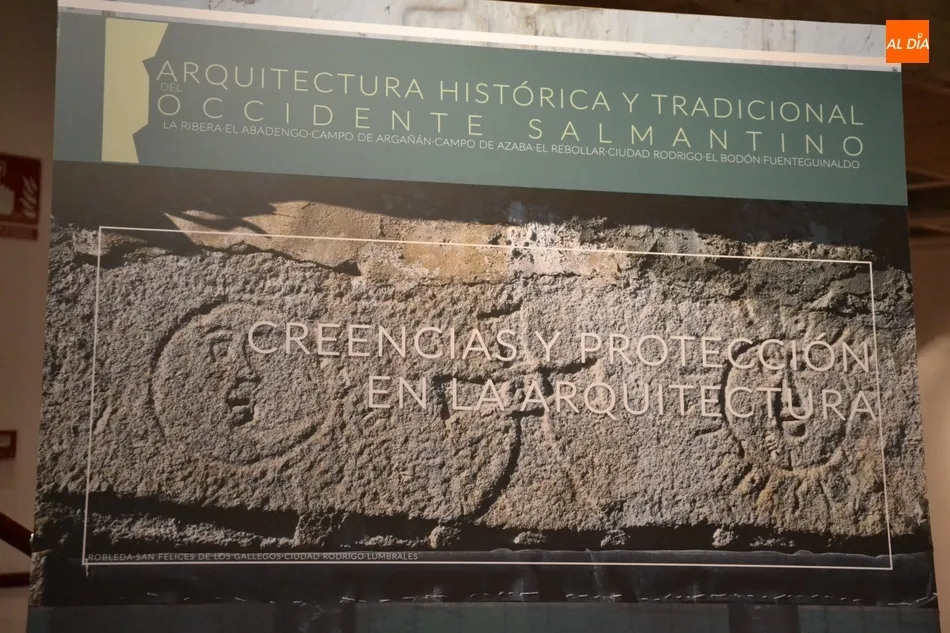 AL DÍA
ARQUITECTURA HISTÓRICA Y TRADICIONAL
DEL
OCCIDENTE SALMANTINO
LA RIBERA·EL ABADENGO·CAMPO DE ARGAÑÁN·CAMPO DE AZABA·EL REBOLLAR·CIUDAD RODRIGO·EL BODÓN·FUENTEGUINALDO
CREENCIAS Y PROTECCIÓN
EN LA ARQUITECTURA
ROBLEDA·SAN FELICES DE LOS GALLEGOS·CIUDAD RODRIGO·LUMBRALES